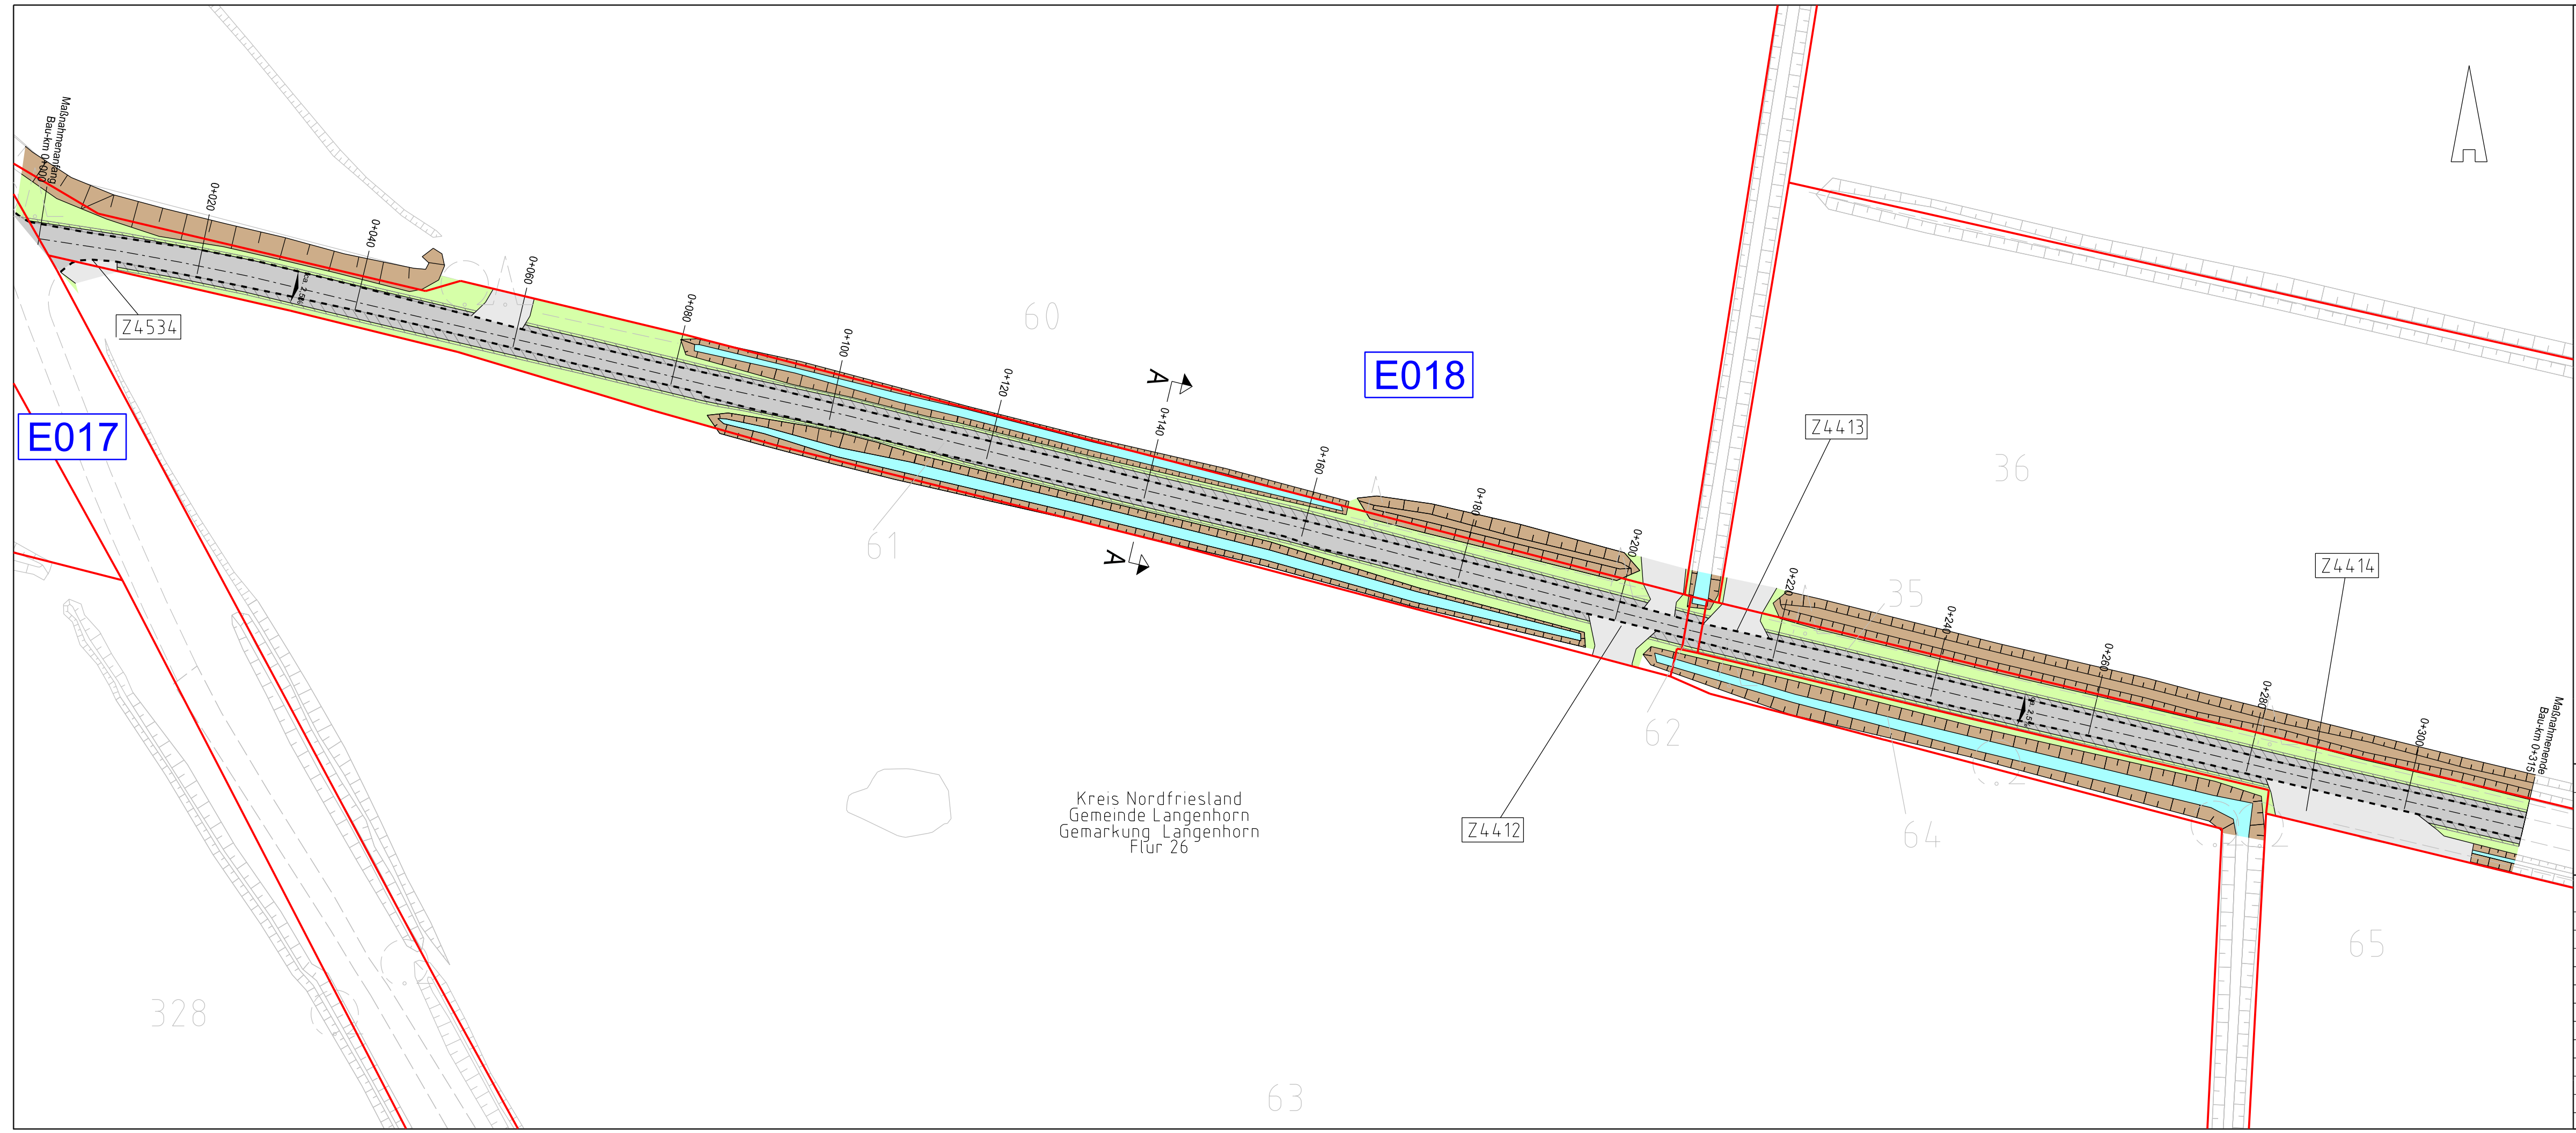 Maßnahmenanfang
Bau-km 0+000
0+020
0+040
0+060
0+080
0+100
0+120
0+140
0+160
0+180
0+200
0+220
0+240
0+260
0+280
0+300
Maßnahmenende
Bau-km 0+315
Z4534
E017
E018
60
A
A
61
Z4413
36
35
Z4414
62
Z4412
64
65
Kreis Nordfriesland
Gemeinde Langenhorn
Gemarkung Langenhorn
Flur 26
328
63